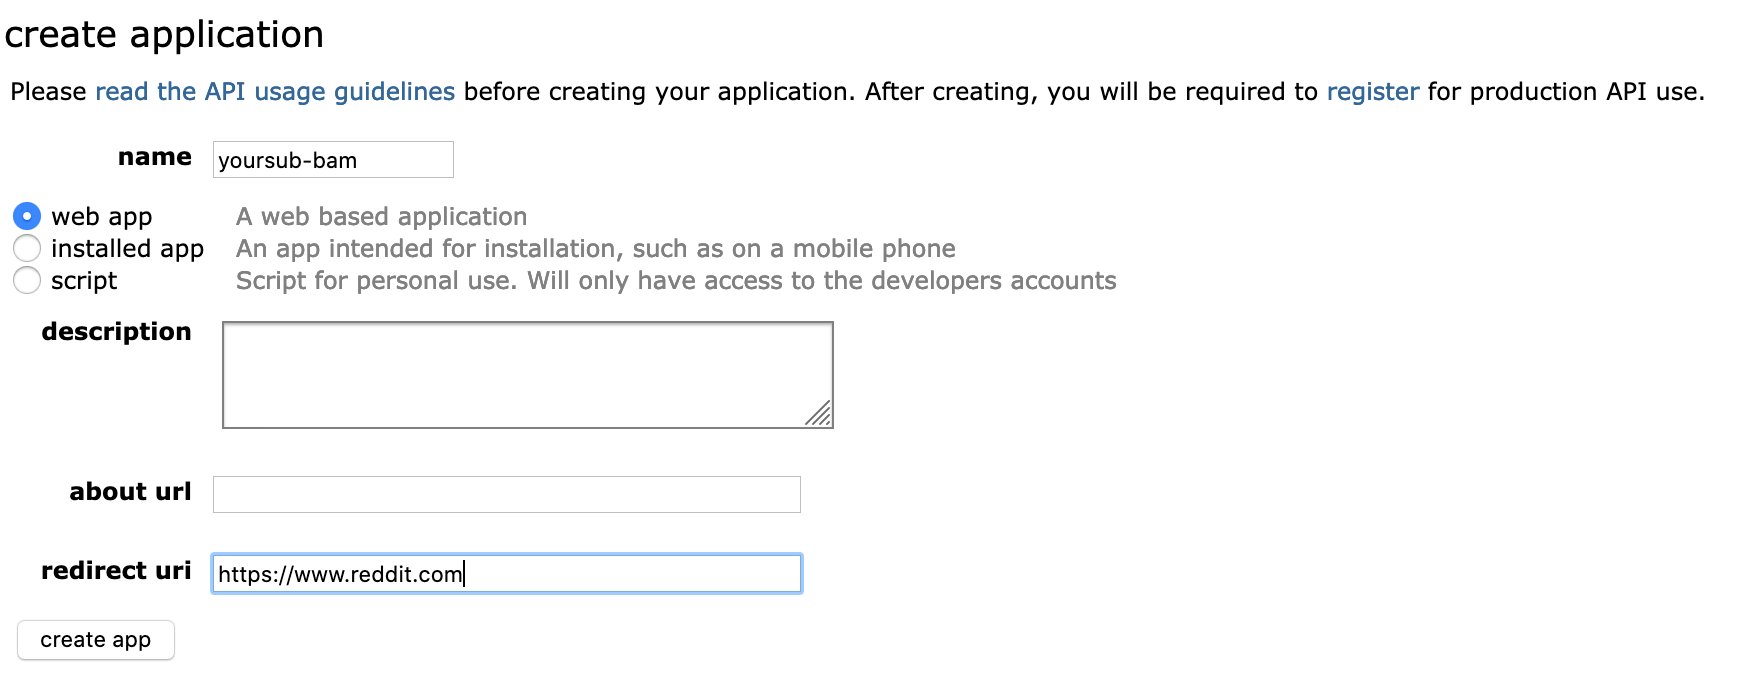 create application
Please read the API usage guidelines before creating your application. After creating, you will be required to register for production API use.
name yoursub-bam
web app A web based application
installed app An app intended for installation, such as on a mobile phone
script Script for personal use. Will only have access to the developers accounts
description
about url
redirect uri https://www.reddit.com
create app